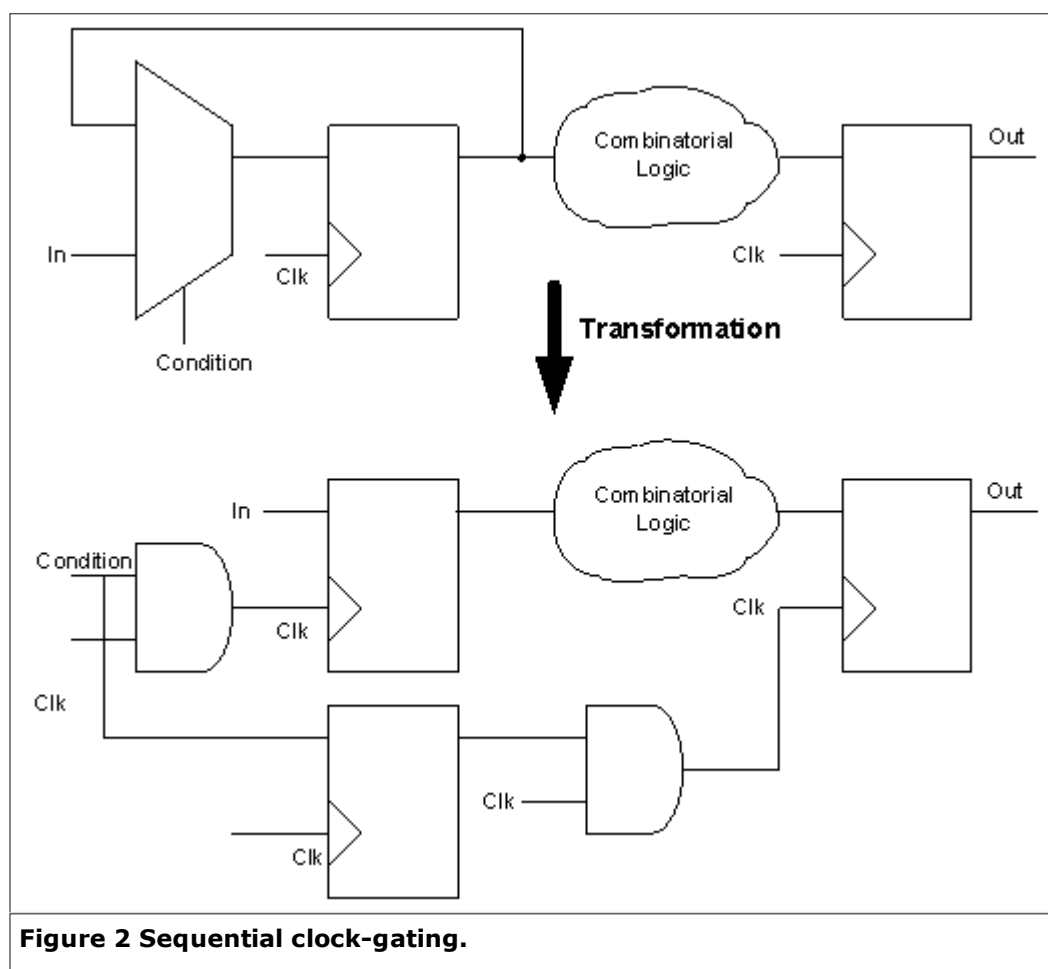 Out
Combinatorial
Logic
In
Clk
Clk
Condition
Transformation
Out
Combinatorial
Logic
In
Condition
Clk
Clk
Clk
Clk
Clk
Figure 2 Sequential clock-gating.